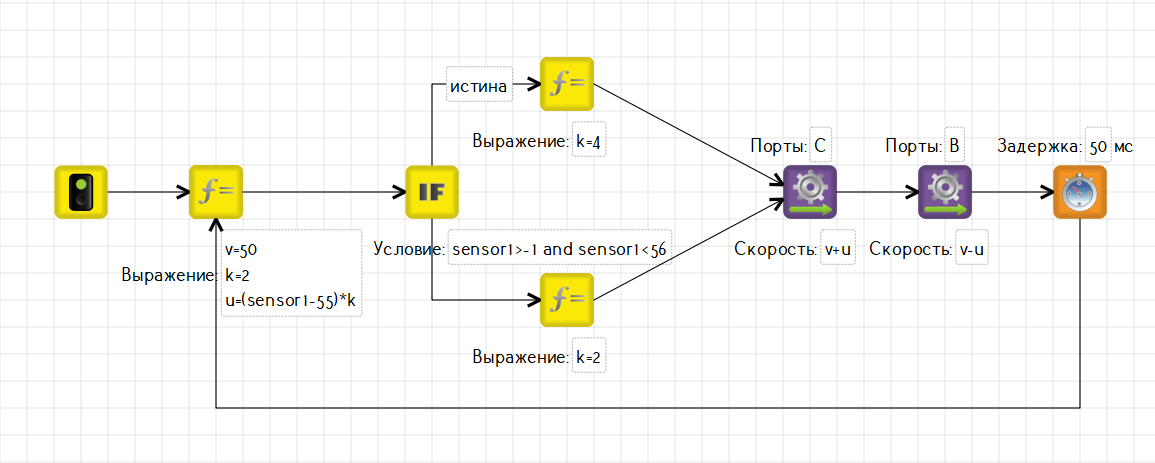 истина
f=
Выражение: k=4
Порты: C
Порты: B
Задержка: 50 мс
f=
IF
v=50
Выражение: k=2
u=(sensor1-55)*k
Условие: sensor1>-1 and sensor1<56
Скорость: v+u
Скорость: v-u
f=
Выражение: k=2